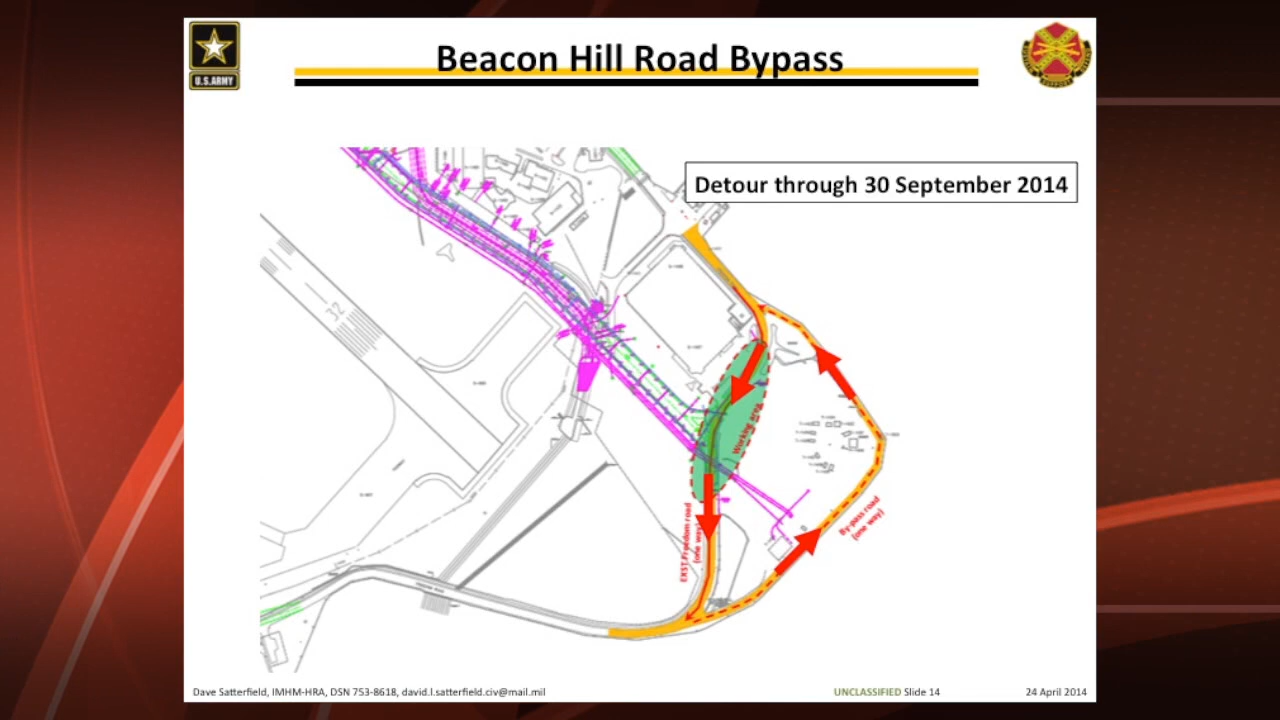 U.S.ARMY
Beacon Hill Road Bypass
Detour through 30 September 2014
32
Working area
EXST. Freedom road
(one way)
By-pass road
(one way)
Dave Satterfield, IMHM-HRA, DSN 753-8618, david.l.satterfield.civ@mail.mil
UNCLASSIFIED Slide 14
24 April 2014